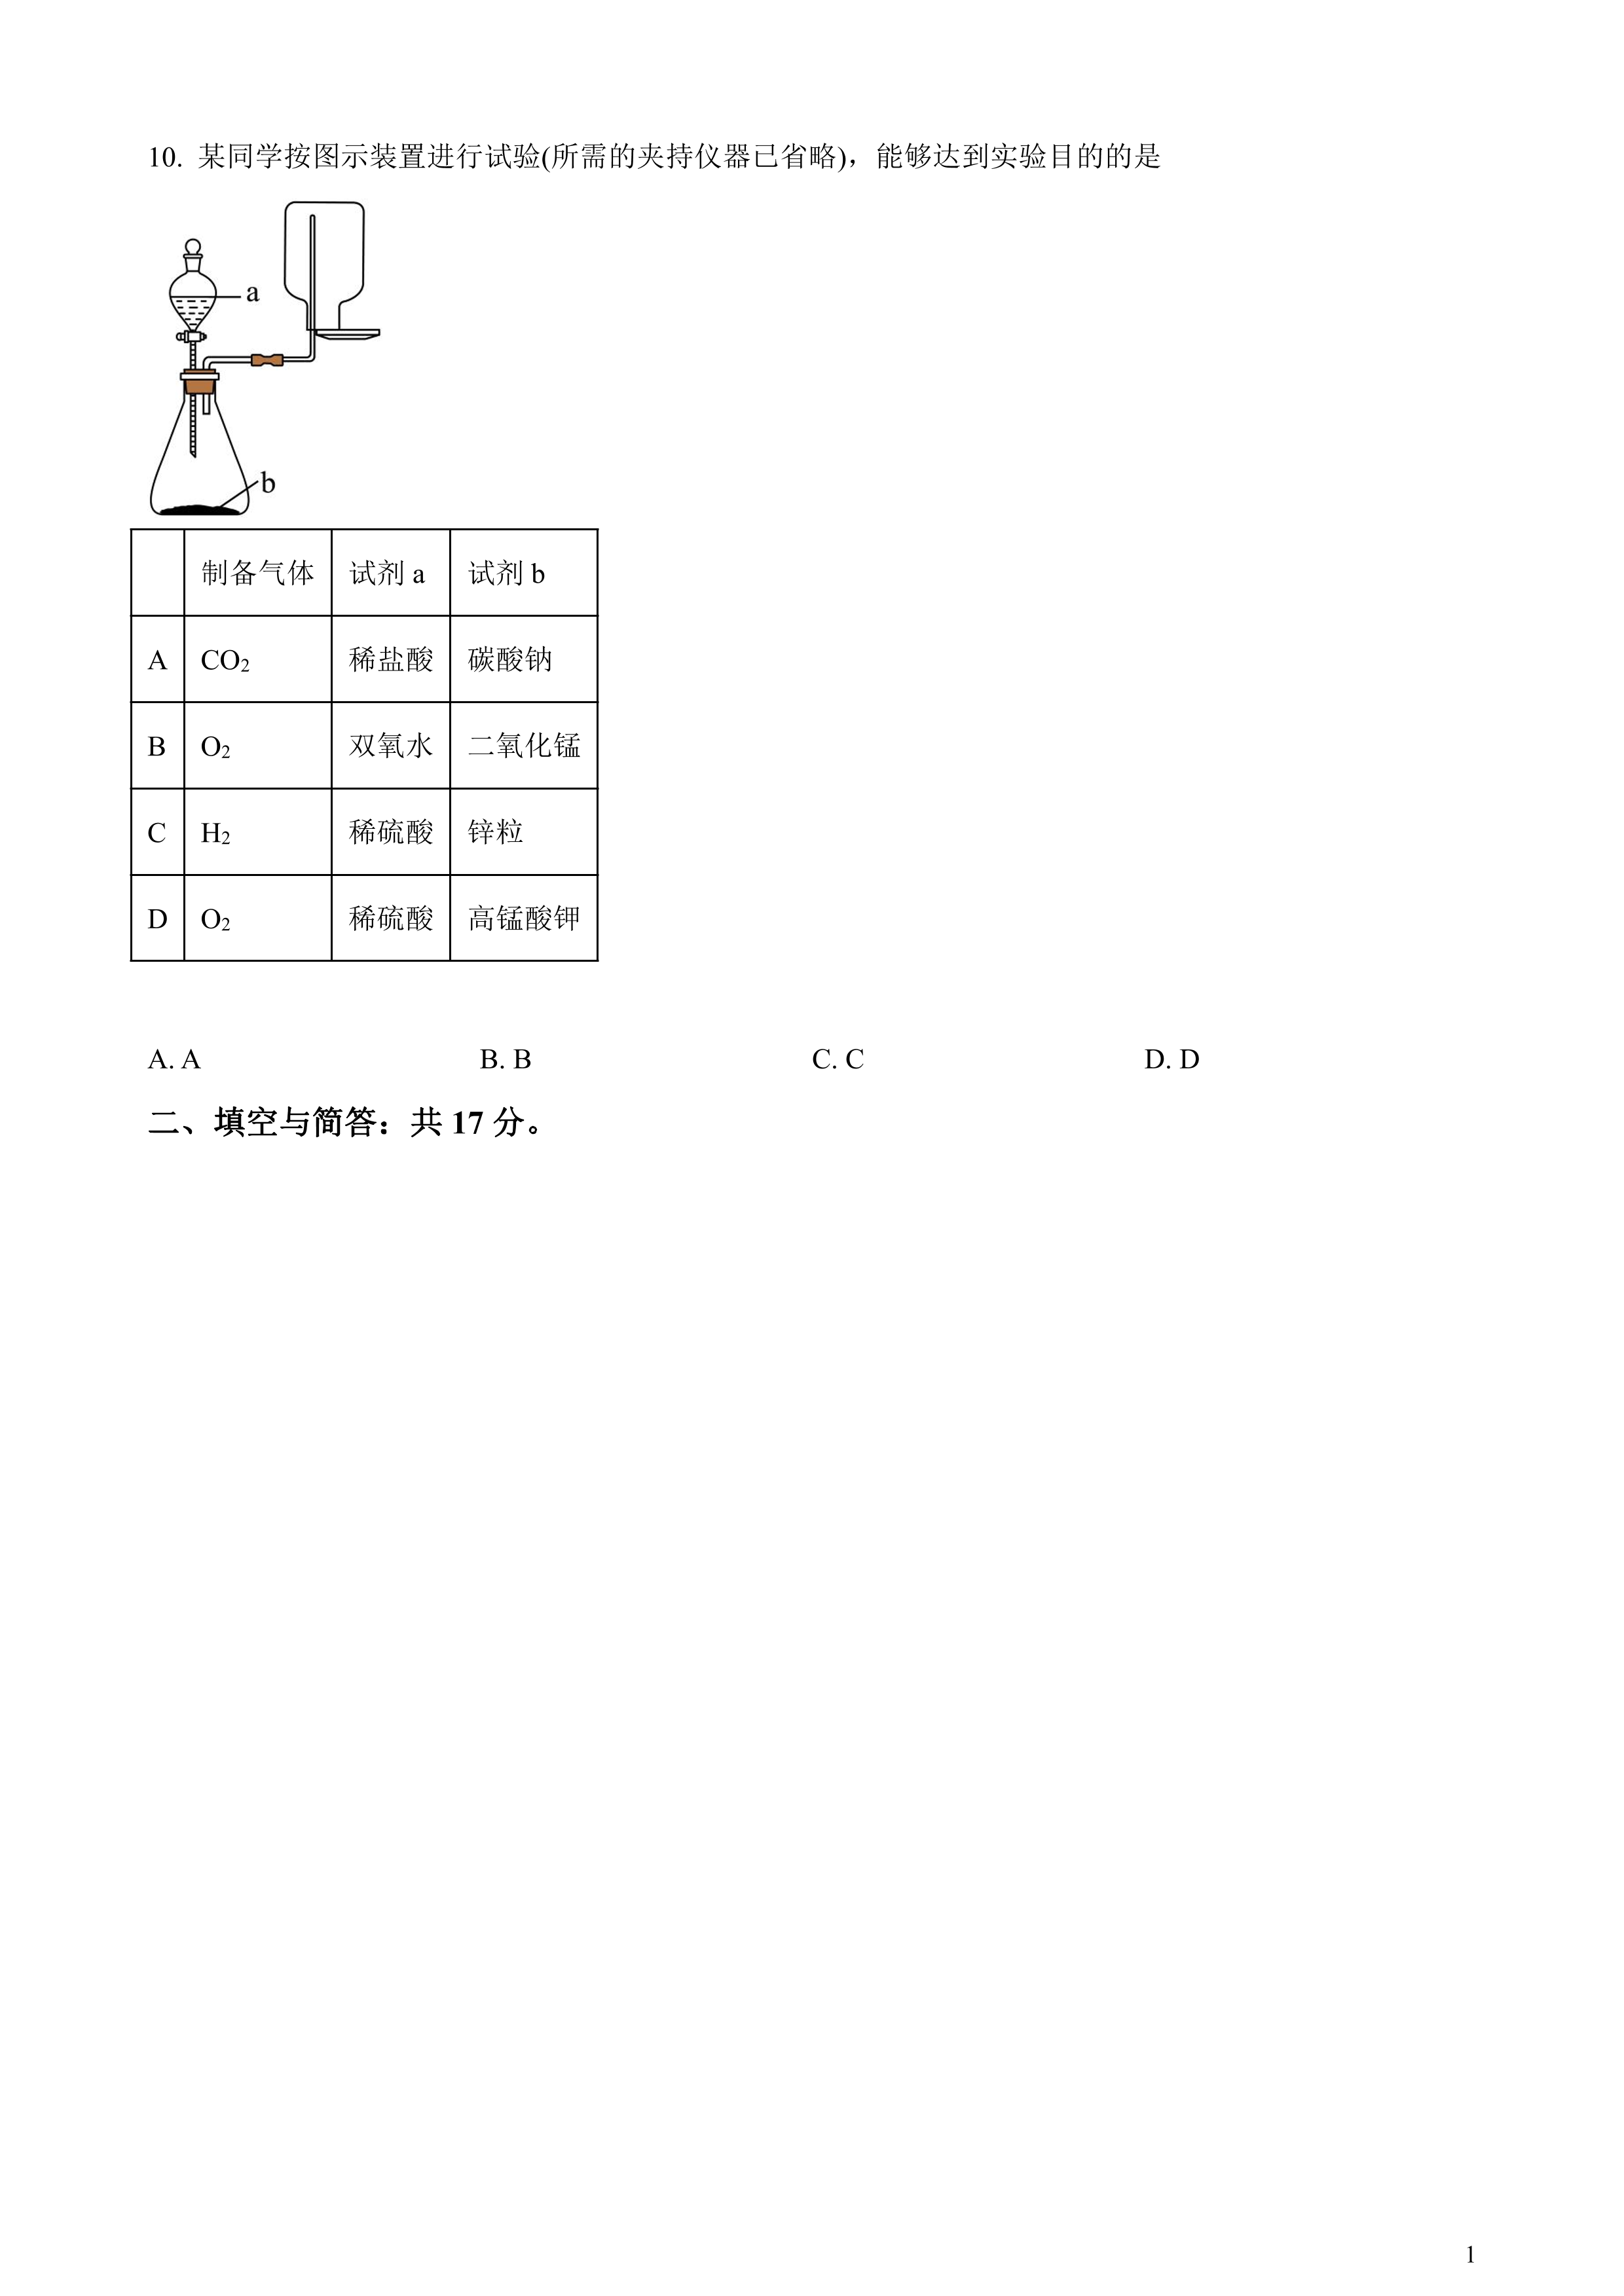 10. 某同学按图示装置进行试验(所需的夹持仪器已省略)，能够达到实验目的的是
a
b
制备气体 试剂 a 试剂 b
A CO₂ 稀盐酸 碳酸钠
B O₂ 双氧水 二氧化锰
C H₂ 稀硫酸 锌粒
D O₂ 稀硫酸 高锰酸钾
A. A B. B C. C D. D
二、填空与简答：共 17 分。
1